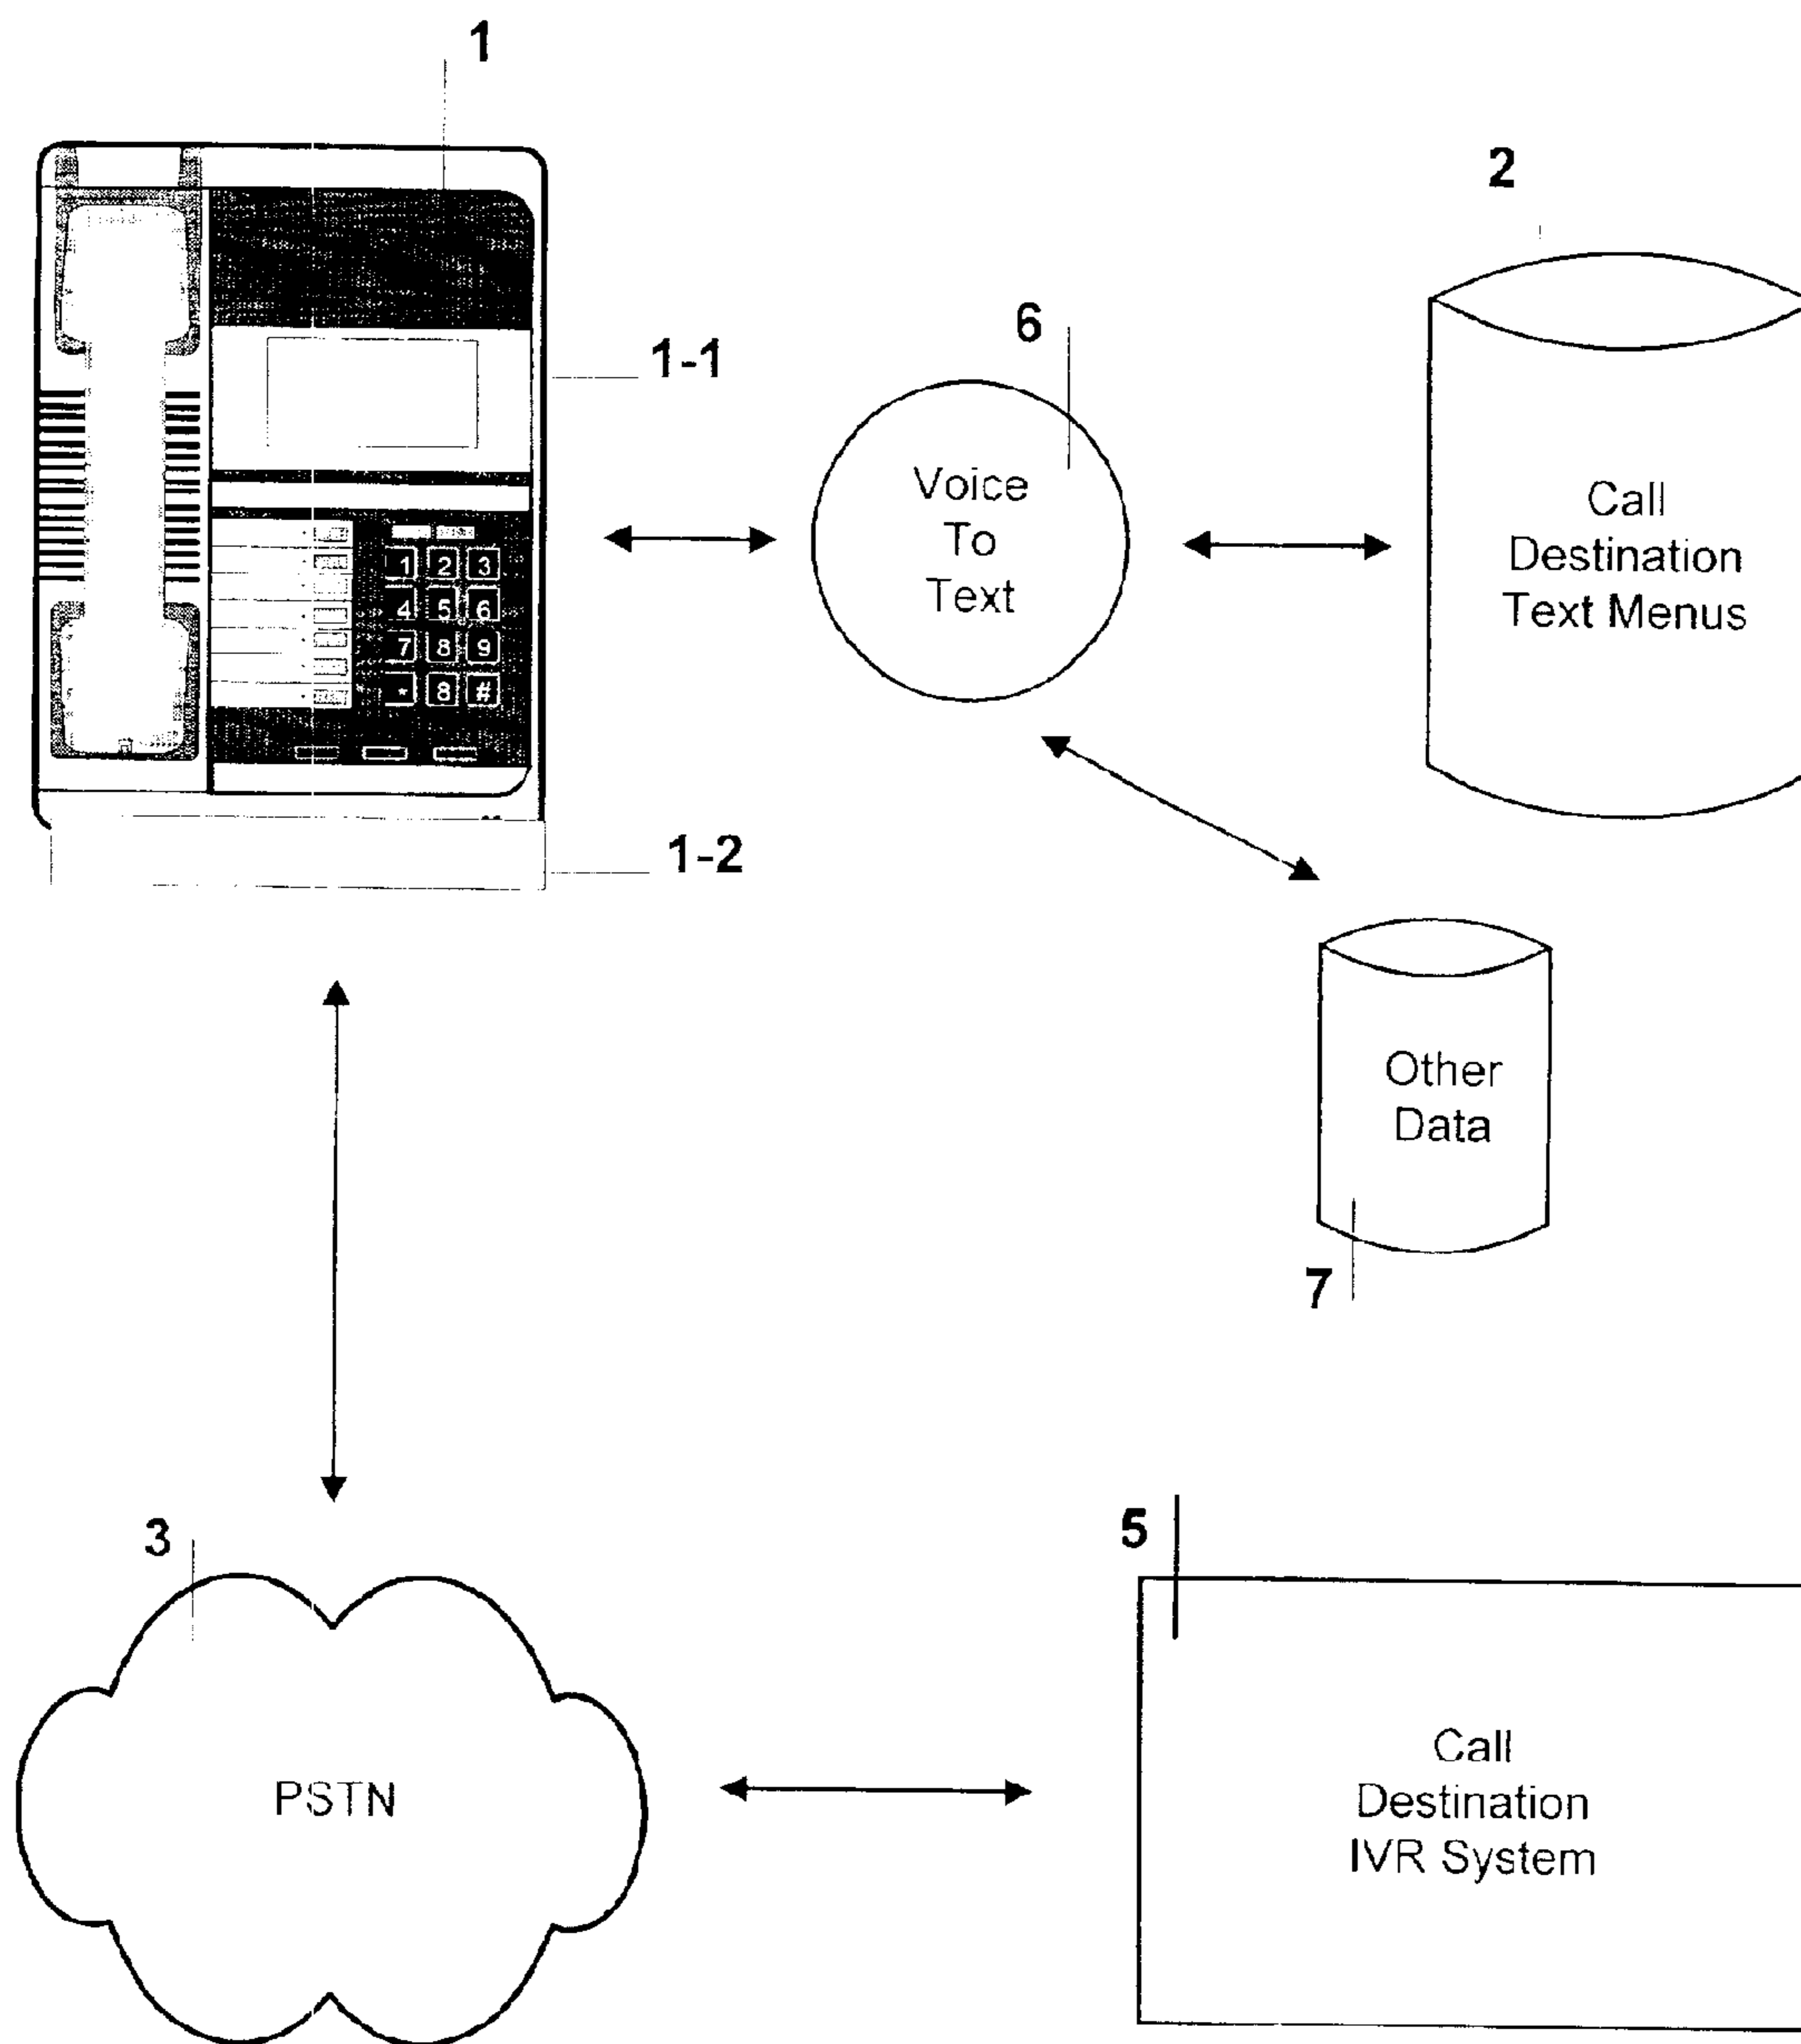 1
2
6
1-1
Voice
To
Text
Call
Destination
Text Menus
1 2 3
4 5 6
7 8 9
* 8 #
1-2
Other
Data
7
3
5
PSTN
Call
Destination
IVR System